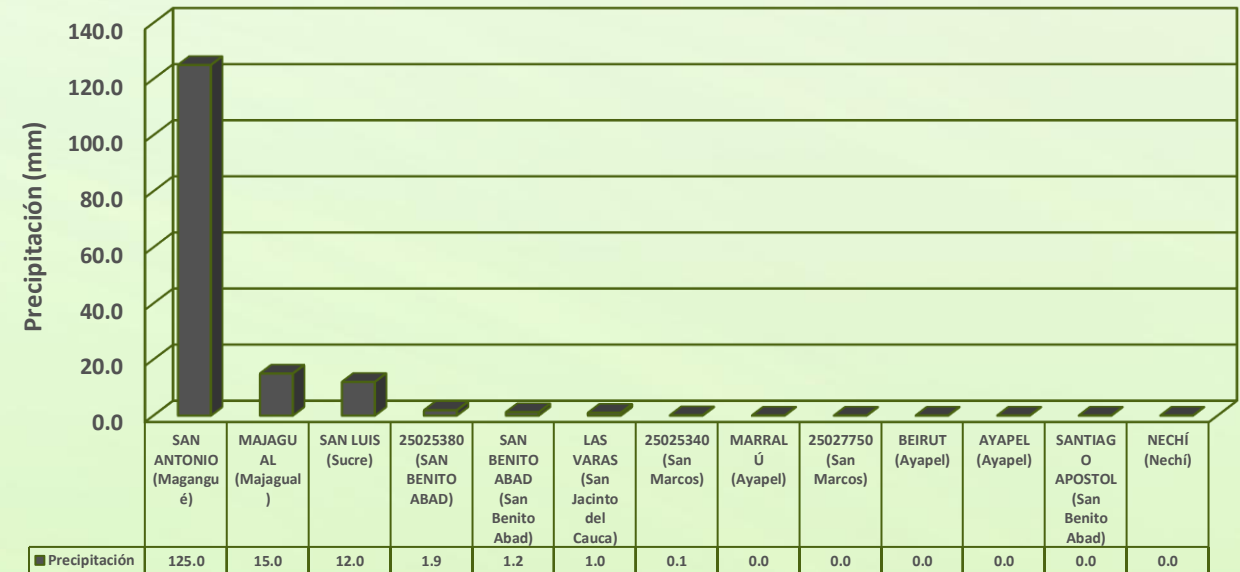 Precipitación (mm)
140.0
120.0
100.0
80.0
60.0
40.0
20.0
0.0
SAN
ANTONIO
(Magangu
é)
MAJAGU
AL
(Majagual
)
SAN LUIS
(Sucre)
25025380
(SAN
BENITO
ABAD)
SAN
BENITO
ABAD
(San
Benito
Abad)
LAS
VARAS
(San
Jacinto
del
Cauca)
25025340
(San
Marcos)
MARRAL
Ú
(Ayapel)
25027750
(San
Marcos)
BEIRUT
(Ayapel)
AYAPEL
(Ayapel)
SANTIAG
O
APOSTOL
(San
Benito
Abad)
NECHÍ
(Nechí)
Precipitación 125.0 15.0 12.0 1.9 1.2 1.0 0.1 0.0 0.0 0.0 0.0 0.0 0.0